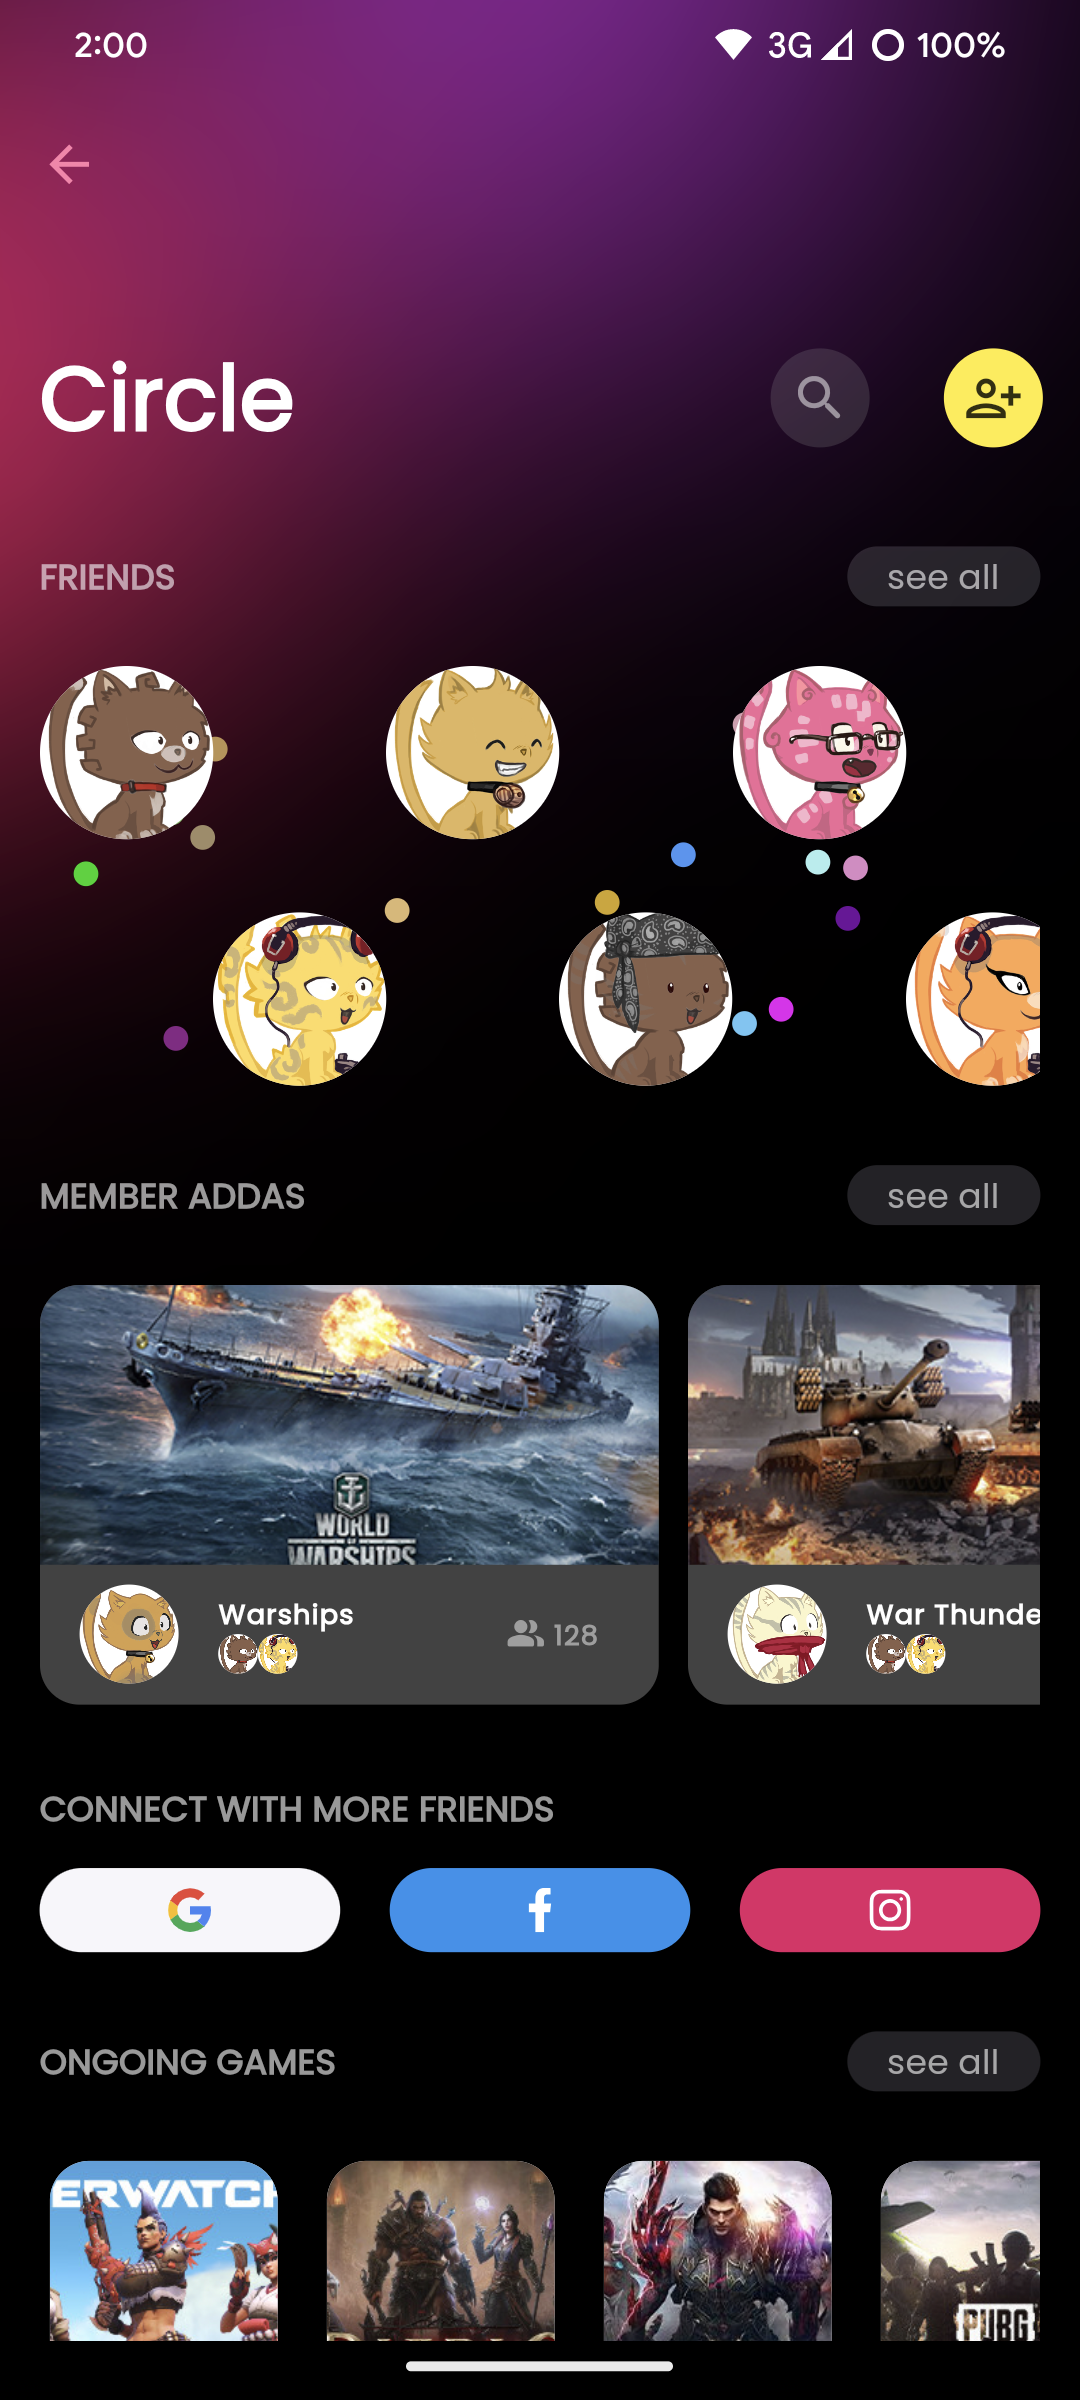 2:00
3G
100%
Circle
FRIENDS
see all
MEMBER ADDAS
see all
WORLD
OF
WARSHIPS
Warships
128
War Thunde
CONNECT WITH MORE FRIENDS
ONGOING GAMES
see all
ERWATCH
PUBG